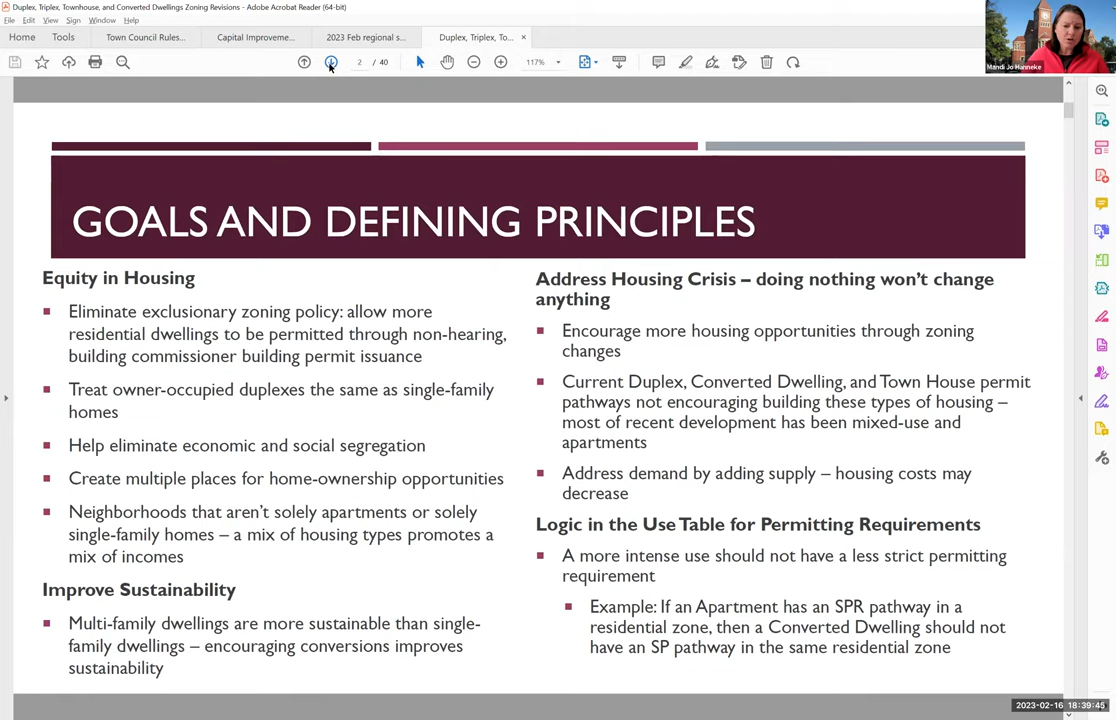 Duplex, Triplex, Townhouse, and Converted Dwellings Zoning Revisions - Adobe Acrobat Reader (64-bit)
File Edit View Sign Window Help
Home Tools Town Council Rules... Capital Improveme... 2023 Feb regional s... Duplex, Triplex, To... ×
2 / 40 117%
Mandi Jo Hanneke
GOALS AND DEFINING PRINCIPLES
Equity in Housing
Eliminate exclusionary zoning policy: allow more
residential dwellings to be permitted through non-hearing,
building commissioner building permit issuance
Treat owner-occupied duplexes the same as single-family
homes
Help eliminate economic and social segregation
Create multiple places for home-ownership opportunities
Neighborhoods that aren't solely apartments or solely
single-family homes – a mix of housing types promotes a
mix of incomes
Improve Sustainability
Multi-family dwellings are more sustainable than single-
family dwellings – encouraging conversions improves
sustainability
Address Housing Crisis – doing nothing won't change
anything
Encourage more housing opportunities through zoning
changes
Current Duplex, Converted Dwelling, and Town House permit
pathways not encouraging building these types of housing –
most of recent development has been mixed-use and
apartments
Address demand by adding supply – housing costs may
decrease
Logic in the Use Table for Permitting Requirements
A more intense use should not have a less strict permitting
requirement
Example: If an Apartment has an SPR pathway in a
residential zone, then a Converted Dwelling should not
have an SP pathway in the same residential zone
2023-02-16 18:39:45